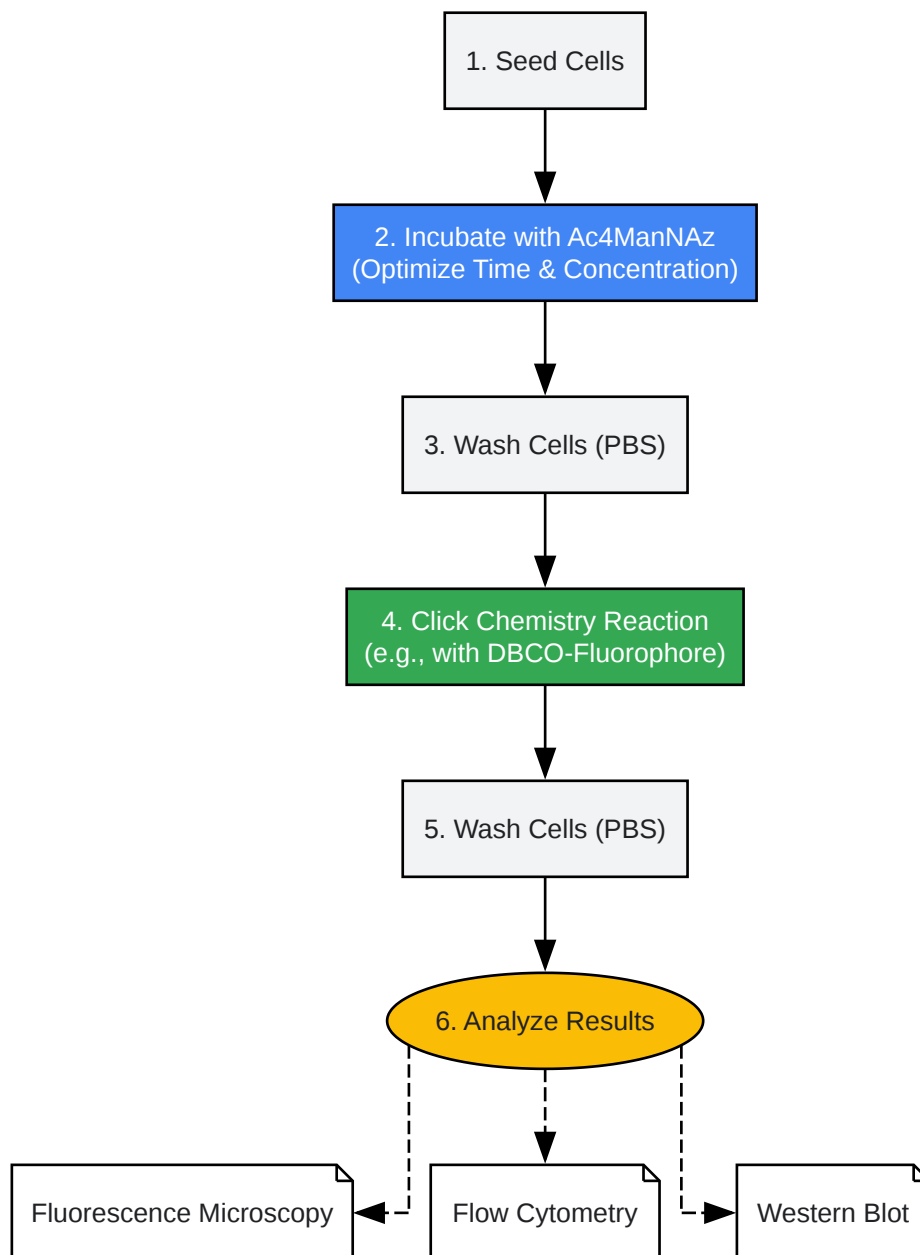 1. Seed Cells
2. Incubate with Ac4ManNAz
(Optimize Time & Concentration)
3. Wash Cells (PBS)
4. Click Chemistry Reaction
(e.g., with DBCO-Fluorophore)
5. Wash Cells (PBS)
6. Analyze Results
Fluorescence Microscopy
Flow Cytometry
Western Blot